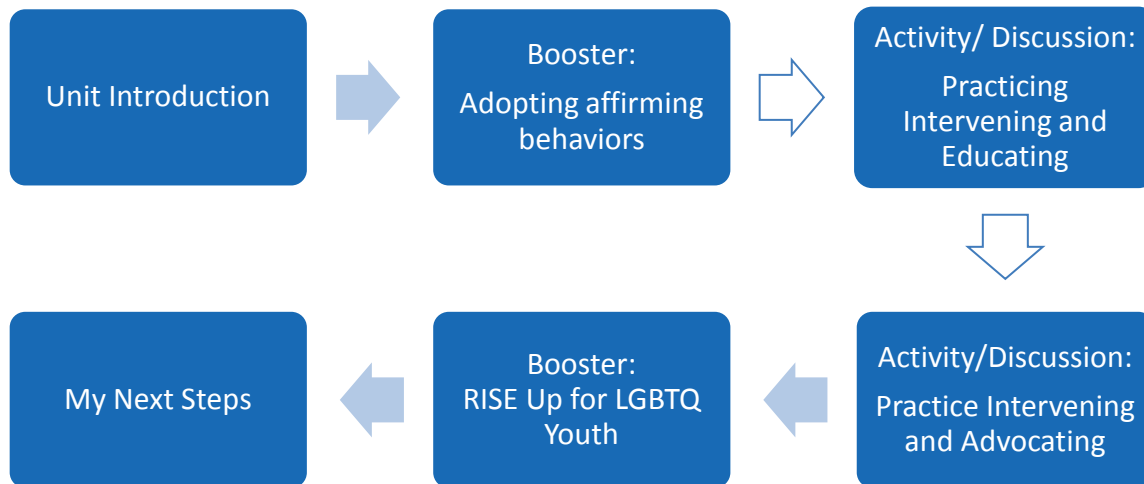 Unit Introduction
Booster:
Adopting affirming
behaviors
Activity/ Discussion:
Practicing
Intervening and
Educating
Activity/Discussion:
Practice Intervening
and Advocating
Booster:
RISE Up for LGBTQ
Youth
My Next Steps